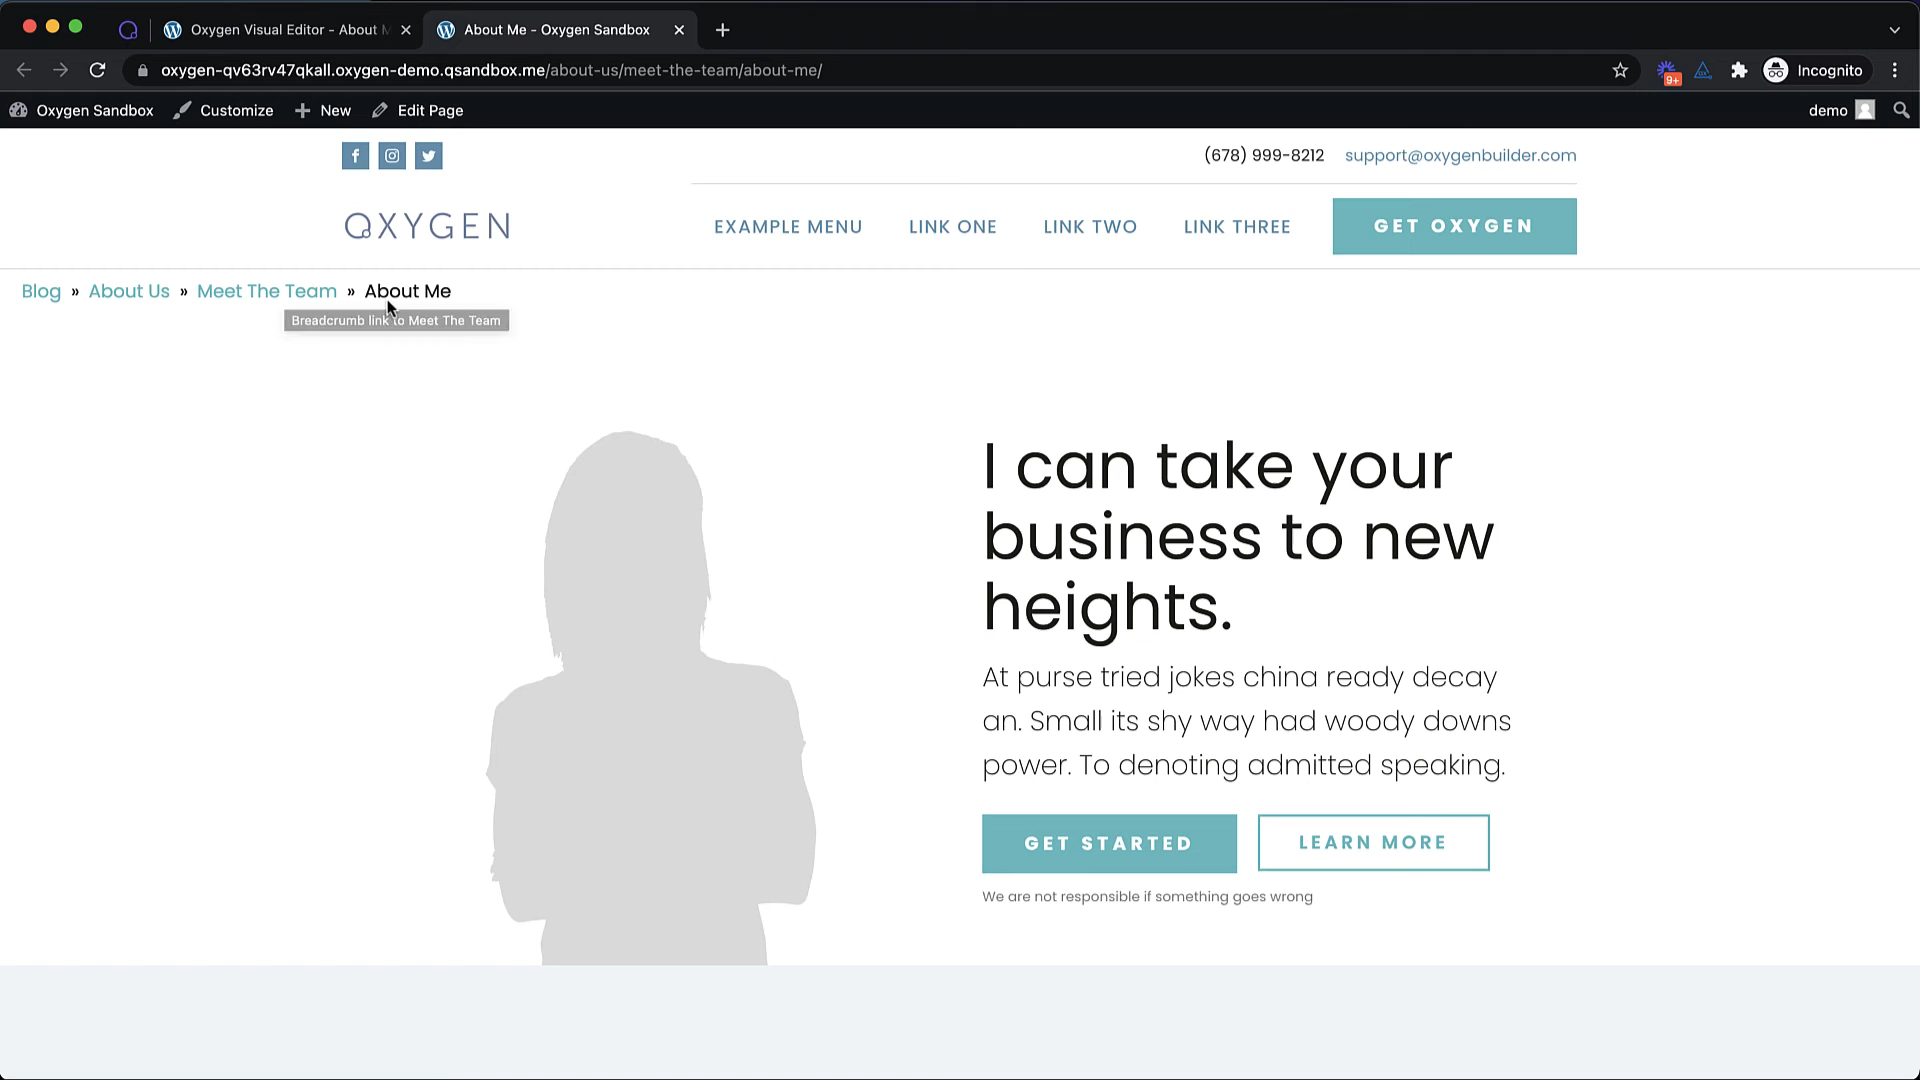 Oxygen Visual Editor - About M
About Me - Oxygen Sandbox
oxygen-qv63rv47qkall.oxygen-demo.qsandbox.me/about-us/meet-the-team/about-me/
9+
Incognito
Oxygen Sandbox
Customize
New
Edit Page
demo
(678) 999-8212
support@oxygenbuilder.com
OXYGEN
EXAMPLE MENU
LINK ONE
LINK TWO
LINK THREE
GET OXYGEN
Blog » About Us » Meet The Team » About Me
Breadcrumb link to Meet The Team
I can take your
business to new
heights.
At purse tried jokes china ready decay
an. Small its shy way had woody downs
power. To denoting admitted speaking.
GET STARTED
LEARN MORE
We are not responsible if something goes wrong